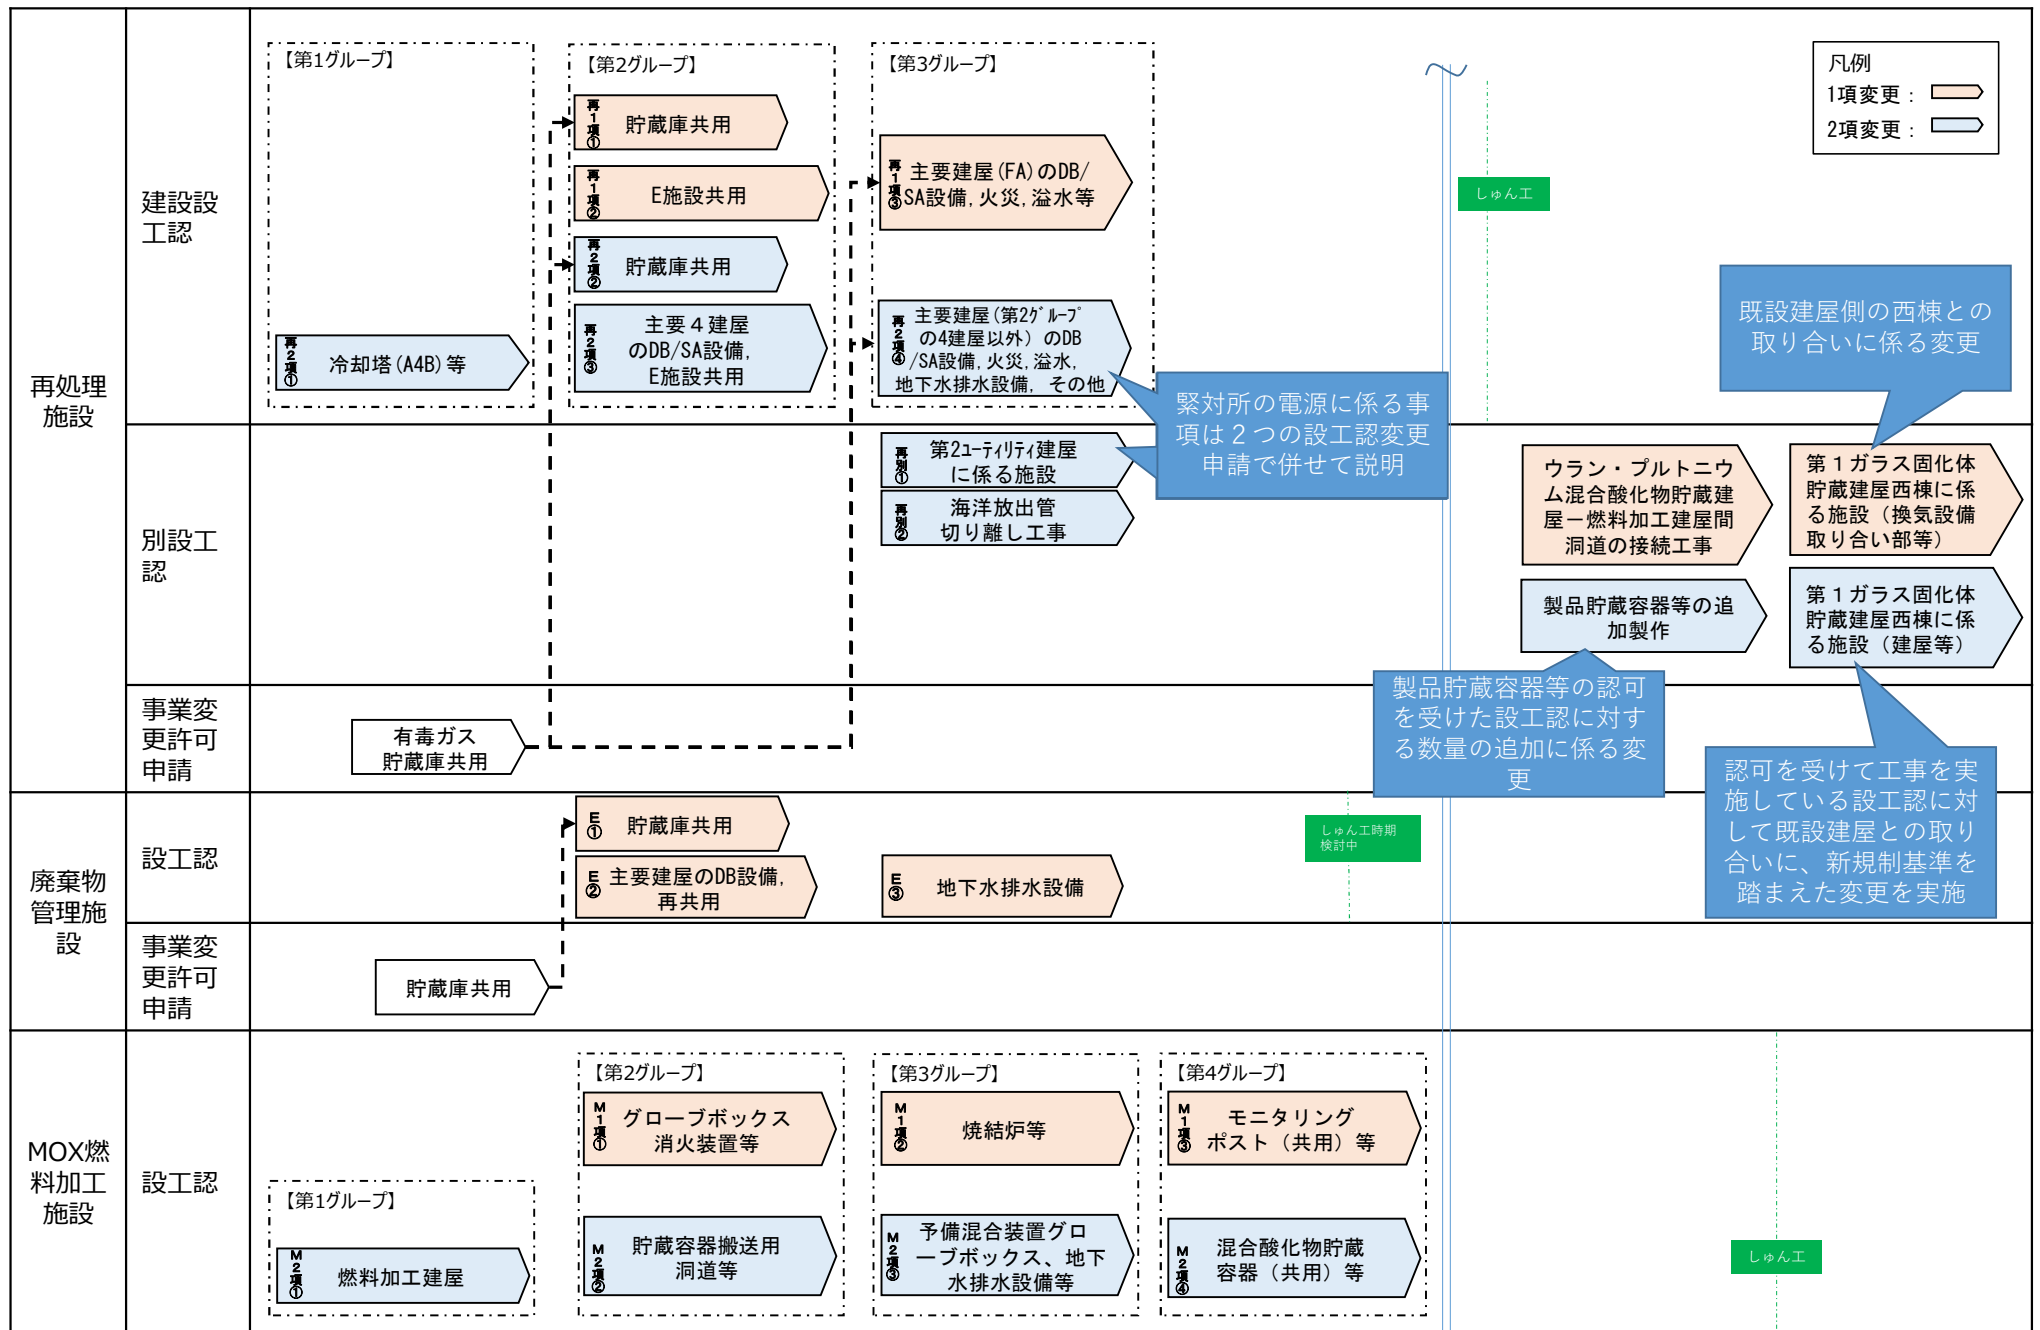 凡例
1項変更：
2項変更：
再処理
施設
建設設
工認
【第1グループ】
再2項①
冷却塔(A4B)等
【第2グループ】
再1項①
貯蔵庫共用
再1項②
E施設共用
再2項②
貯蔵庫共用
再2項③
主要４建屋
のDB/SA設備,
E施設共用
【第3グループ】
再1項③
主要建屋(FA)のDB/
SA設備,火災,溢水等
再2項④
主要建屋(第2ｸﾞﾙｰﾌﾟ
の4建屋以外）のDB
/SA設備,火災,溢水,
地下水排水設備, その他
しゅん工
緊対所の電源に係る事
項は２つの設工認変更
申請で併せて説明
既設建屋側の西棟との
取り合いに係る変更
別設工
認
再別①
第2ﾕｰﾃｨﾘﾃｨ建屋
に係る施設
再別②
海洋放出管
切り離し工事
ウラン・プルトニウ
ム混合酸化物貯蔵建
屋－燃料加工建屋間
洞道の接続工事
第１ガラス固化体
貯蔵建屋西棟に係
る施設（換気設備
取り合い部等）
製品貯蔵容器等の追
加製作
第１ガラス固化体
貯蔵建屋西棟に係
る施設（建屋等）
製品貯蔵容器等の認可
を受けた設工認に対す
る数量の追加に係る変
更
認可を受けて工事を実
施している設工認に対
して既設建屋との取り
合いに、新規制基準を
踏まえた変更を実施
事業変
更許可
申請
有毒ガス
貯蔵庫共用
廃棄物
管理施
設
設工認
E①
貯蔵庫共用
E②
主要建屋のDB設備,
再共用
E③
地下水排水設備
しゅん工時期
検討中
事業変
更許可
申請
貯蔵庫共用
MOX燃
料加工
施設
設工認
【第1グループ】
M2項①
燃料加工建屋
【第2グループ】
M1項①
グローブボックス
消火装置等
M2項②
貯蔵容器搬送用
洞道等
【第3グループ】
M1項②
焼結炉等
M2項③
予備混合装置グロ
ーブボックス、地下
水排水設備等
【第4グループ】
M1項③
モニタリング
ポスト（共用）等
M2項④
混合酸化物貯蔵
容器（共用）等
しゅん工